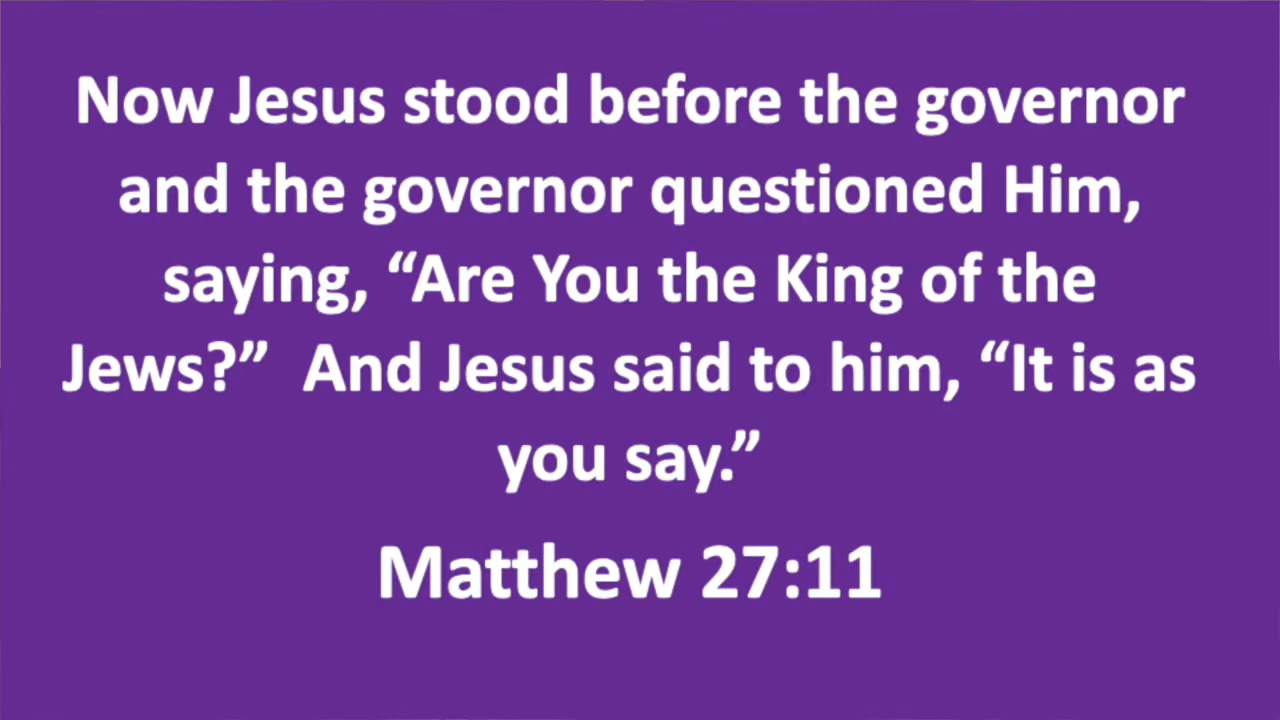 Now Jesus stood before the governor
and the governor questioned Him,
saying, “Are You the King of the
Jews?”  And Jesus said to him, “It is as
you say.”
Matthew 27:11